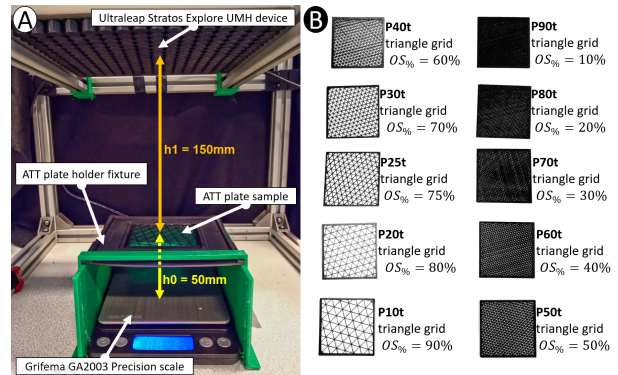 A
Ultraleap Stratos Explore UMH device
h1 = 150mm
ATT plate holder fixture
ATT plate sample
h0 = 50mm
Grifema GA2003 Precision scale
B
P40t
triangle grid
OS% = 60%
P30t
triangle grid
OS% = 70%
P25t
triangle grid
OS% = 75%
P20t
triangle grid
OS% = 80%
P10t
triangle grid
OS% = 90%
P90t
triangle grid
OS% = 10%
P80t
triangle grid
OS% = 20%
P70t
triangle grid
OS% = 30%
P60t
triangle grid
OS% = 40%
P50t
triangle grid
OS% = 50%